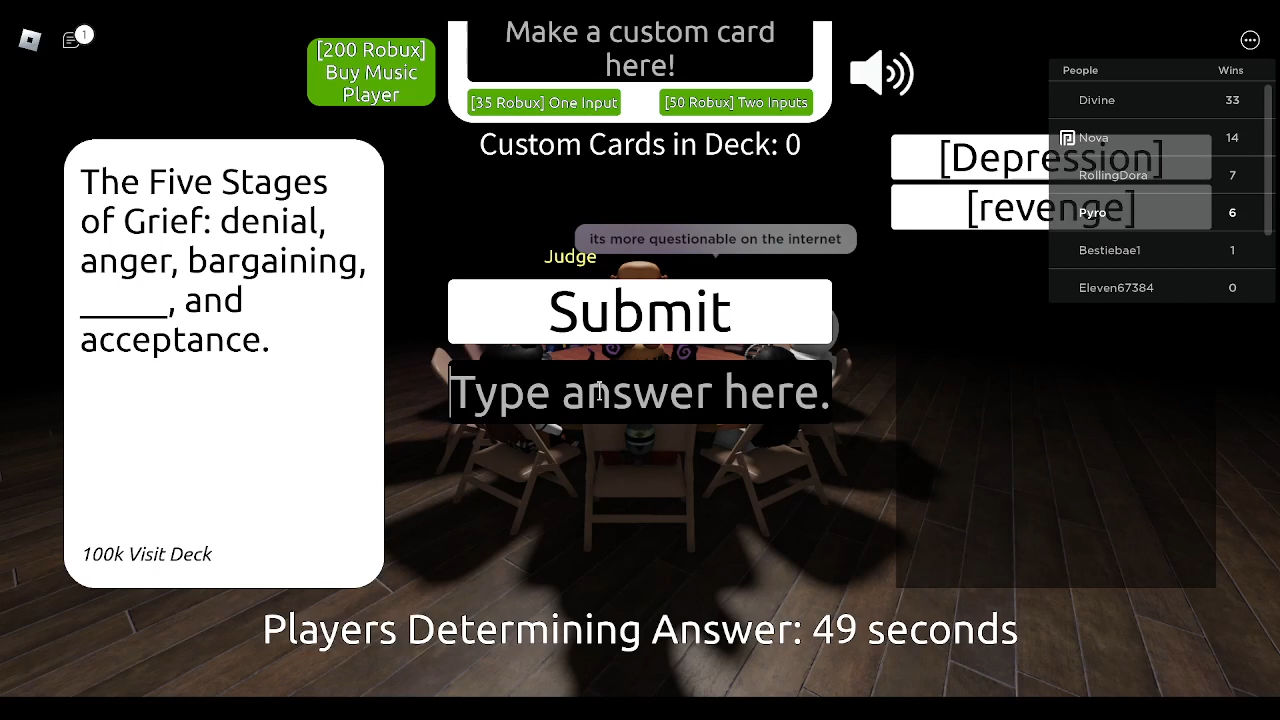 1
[200 Robux]
Buy Music
Player
Make a custom card
here!
[35 Robux] One Input
[50 Robux] Two Inputs
Custom Cards in Deck: 0
People Wins
Divine 33
Nova 14
RollingDora 7
Pyro 6
Bestiebae1 1
Eleven67384 0
[Depression]
[revenge]
The Five Stages
of Grief: denial,
anger, bargaining,
______, and
acceptance.
100k Visit Deck
its more questionable on the internet
Judge
Submit
Type answer here.
Players Determining Answer: 49 seconds